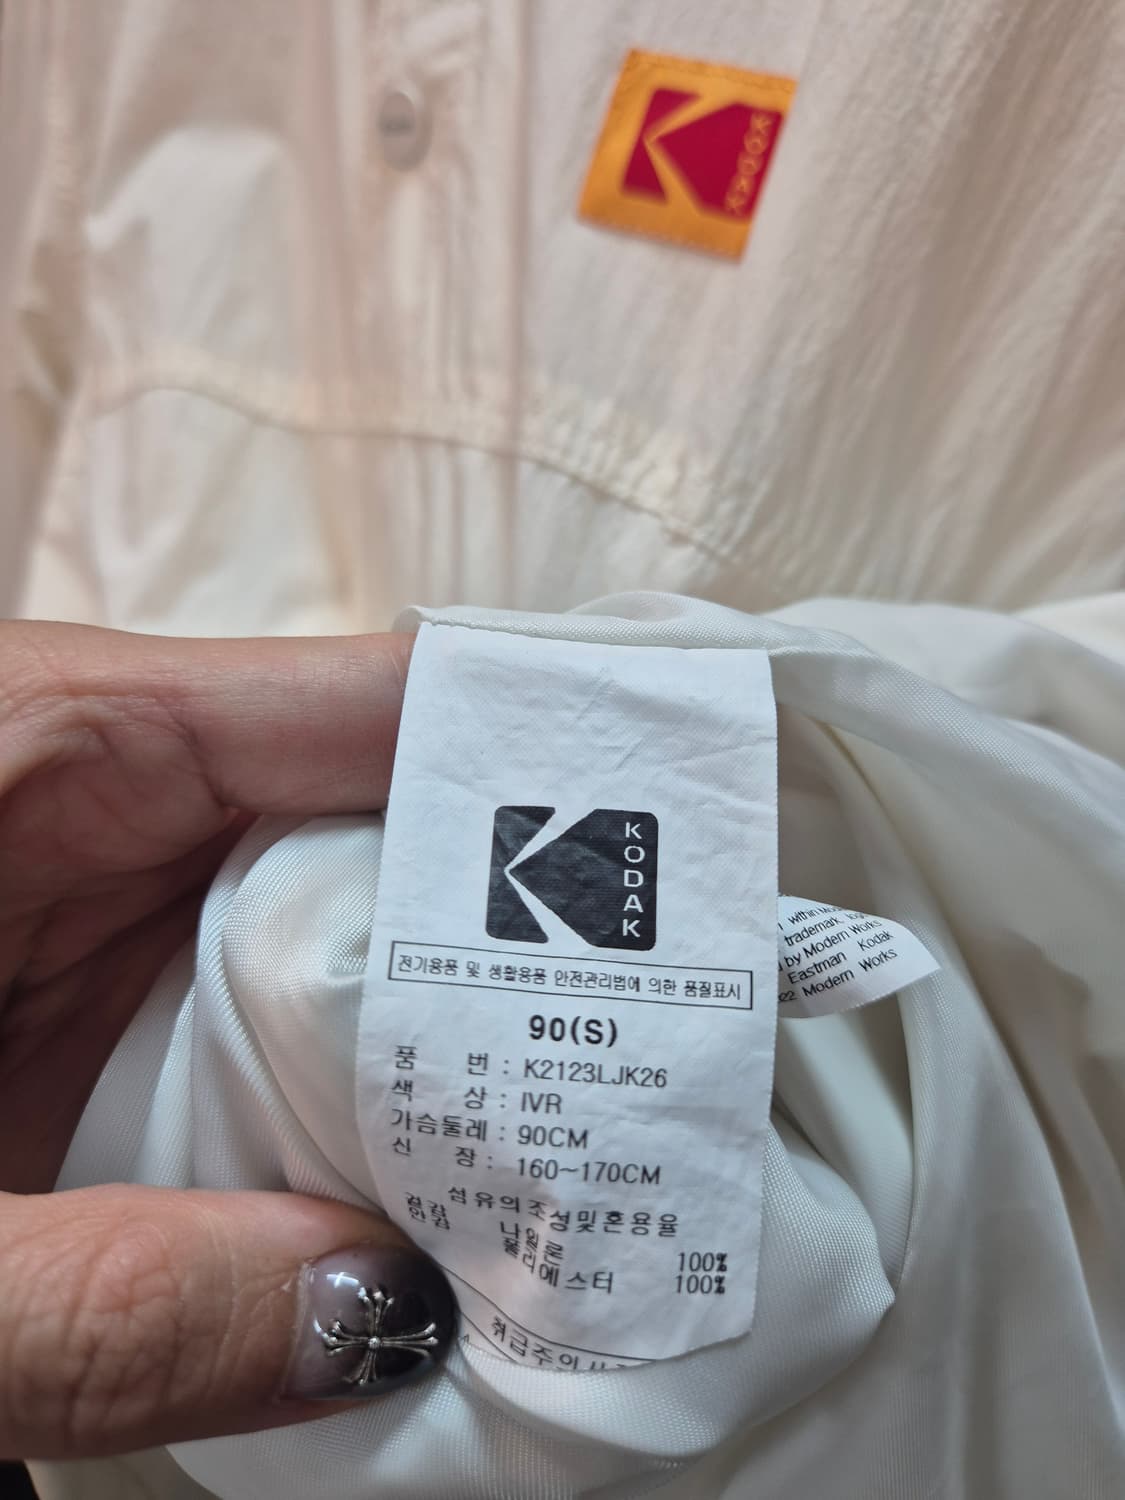 KODAK
KODAK
전기용품 및 생활용품 안전관리법에 의한 품질표시
90(S)
품 번 : K2123LJK26
색 상 : IVR
가슴둘레 : 90CM
신 장 : 160~170CM
섬유의 조성및혼용율
겉감 나일론 100%
안감 폴리에스터 100%
취급주의사
within
trademark,
by Modern Works
Eastman Kodak
Modern Works